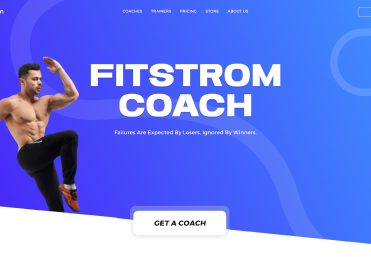 COACHES TRAINERS PRICING STORE ABOUT US
FITSTROM
COACH
Failures Are Expected By Losers, Ignored By Winners.
GET A COACH